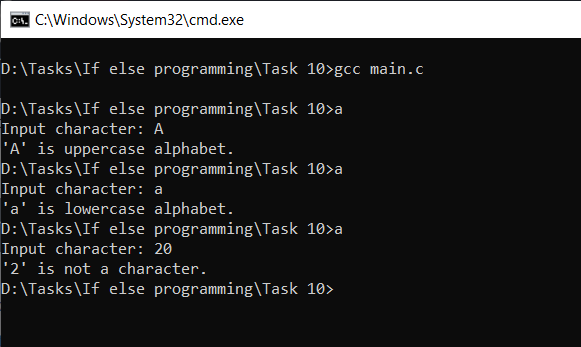 C:\Windows\System32\cmd.exe
D:\Tasks\If else programming\Task 10>gcc main.c
D:\Tasks\If else programming\Task 10>a
Input character: A
'A' is uppercase alphabet.
D:\Tasks\If else programming\Task 10>a
Input character: a
'a' is lowercase alphabet.
D:\Tasks\If else programming\Task 10>a
Input character: 20
'2' is not a character.
D:\Tasks\If else programming\Task 10>